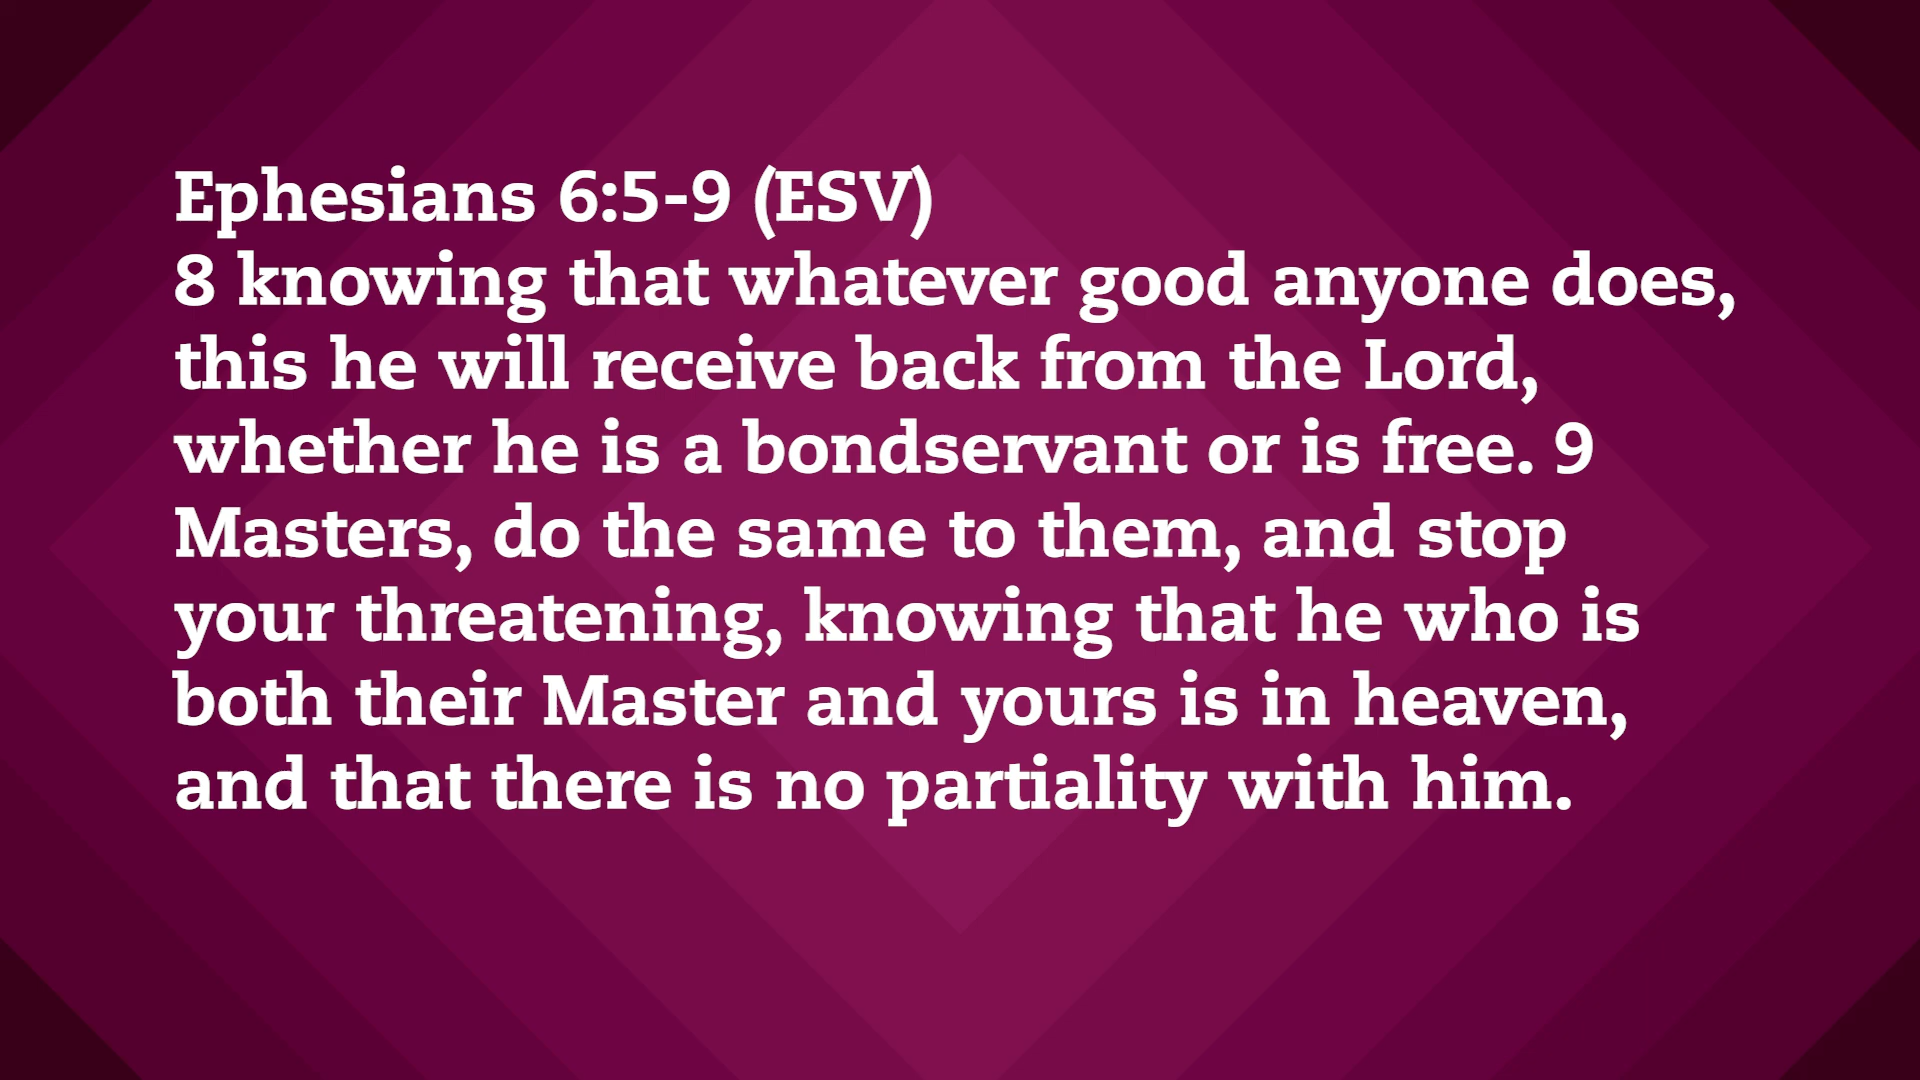 Ephesians 6:5-9 (ESV)
8 knowing that whatever good anyone does,
this he will receive back from the Lord,
whether he is a bondservant or is free. 9
Masters, do the same to them, and stop
your threatening, knowing that he who is
both their Master and yours is in heaven,
and that there is no partiality with him.